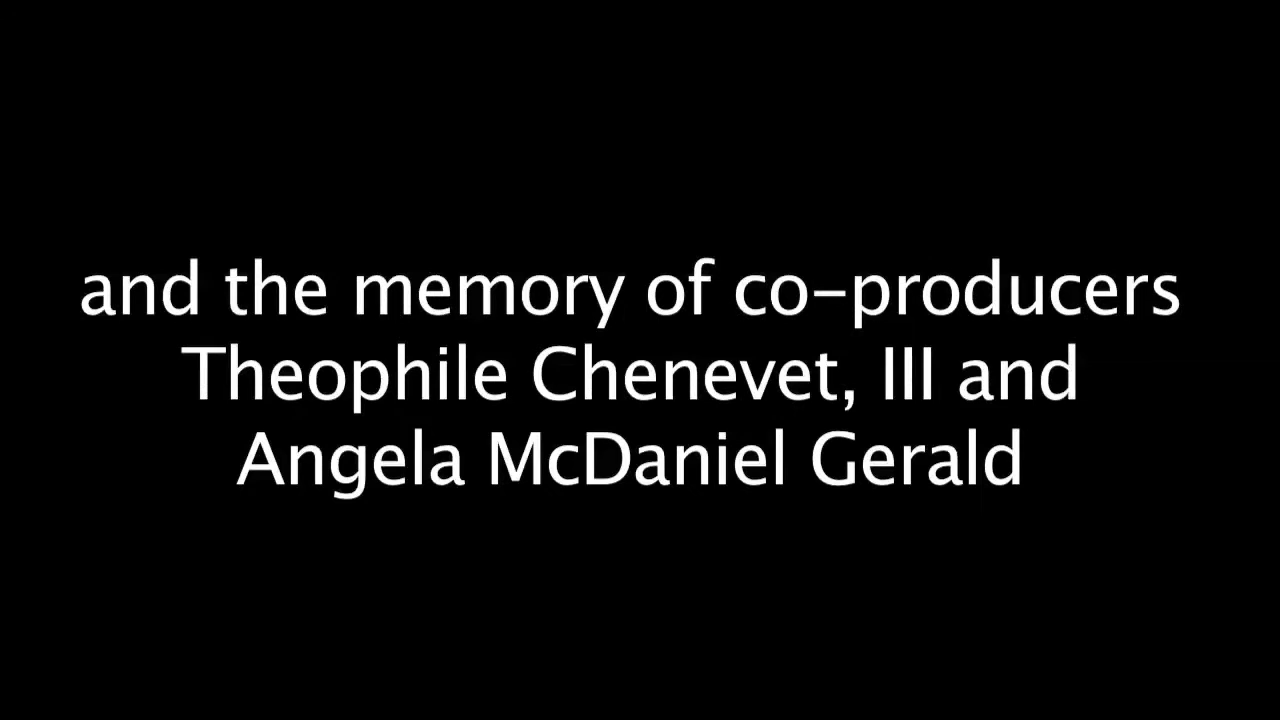 and the memory of co-producers
Theophile Chenevet, III and
Angela McDaniel Gerald